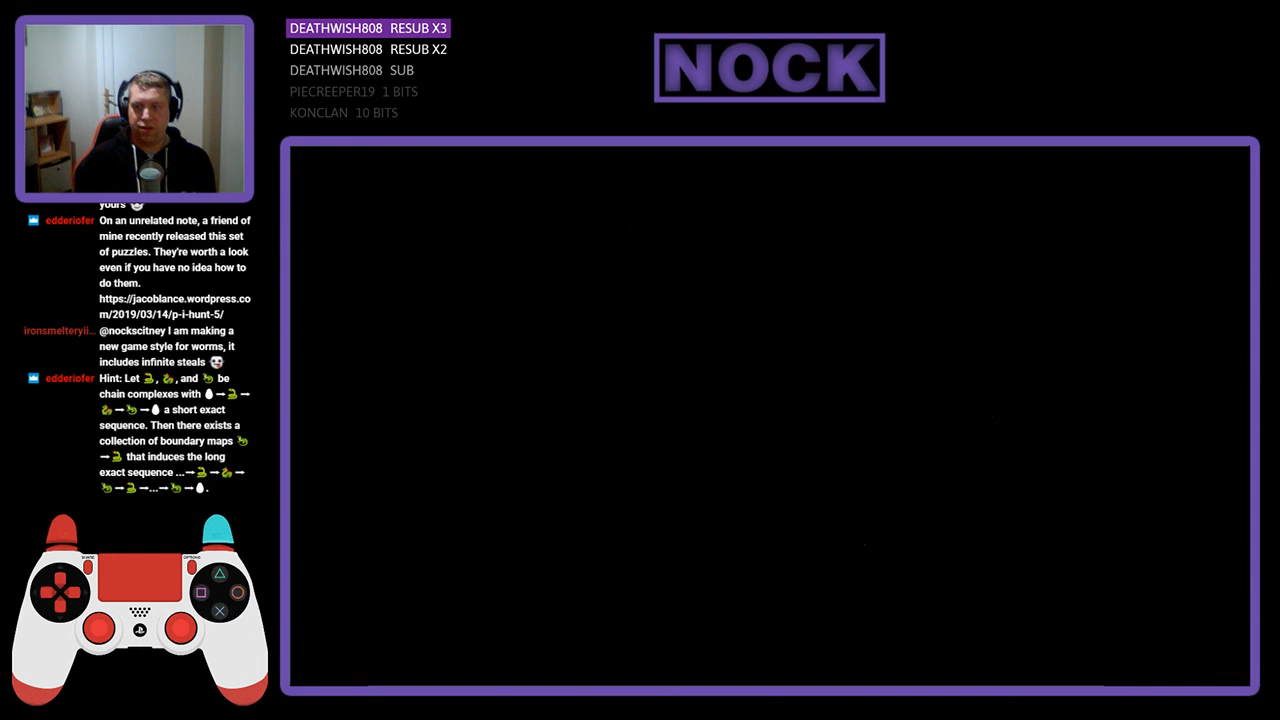 DEATHWISH808 RESUB X3
DEATHWISH808 RESUB X2
DEATHWISH808 SUB
PIECREEPER19 1 BITS
KONCLAN 10 BITS
NOCK
yours
edderiofer On an unrelated note, a friend of
mine recently released this set
of puzzles. They're worth a look
even if you have no idea how to
do them.
https://jacoblance.wordpress.co
m/2019/03/14/p-i-hunt-5/
ironsmelteryii... @nockscitney I am making a
new game style for worms, it
includes infinite steals
edderiofer Hint: Let 🐍, 🐍, and 🐍 be
chain complexes with 🥚→🐍→
🐍→🐍→🥚 a short exact
sequence. Then there exists a
collection of boundary maps 🐍
→🐍 that induces the long
exact sequence ...→🐍→🐍→
🐍→🐍→...→🐍→🥚.
SHARE
OPTIONS